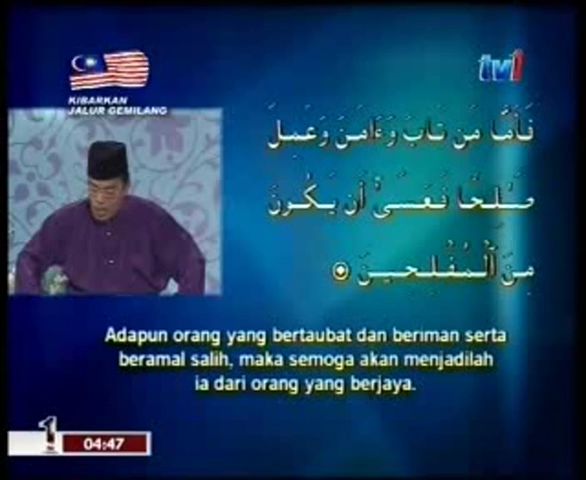 KIBARKAN
JALUR GEMILANG
tv1
فَأَمَّا مَن تَابَ وَءَامَنَ وَعَمِلَ
صَـٰلِحًا فَعَسَىٰٓ أَن يَكُونَ
مِنَ ٱلْمُفْلِحِينَ
Adapun orang yang bertaubat dan beriman serta
beramal salih, maka semoga akan menjadilah
ia dari orang yang berjaya.
1
04:47